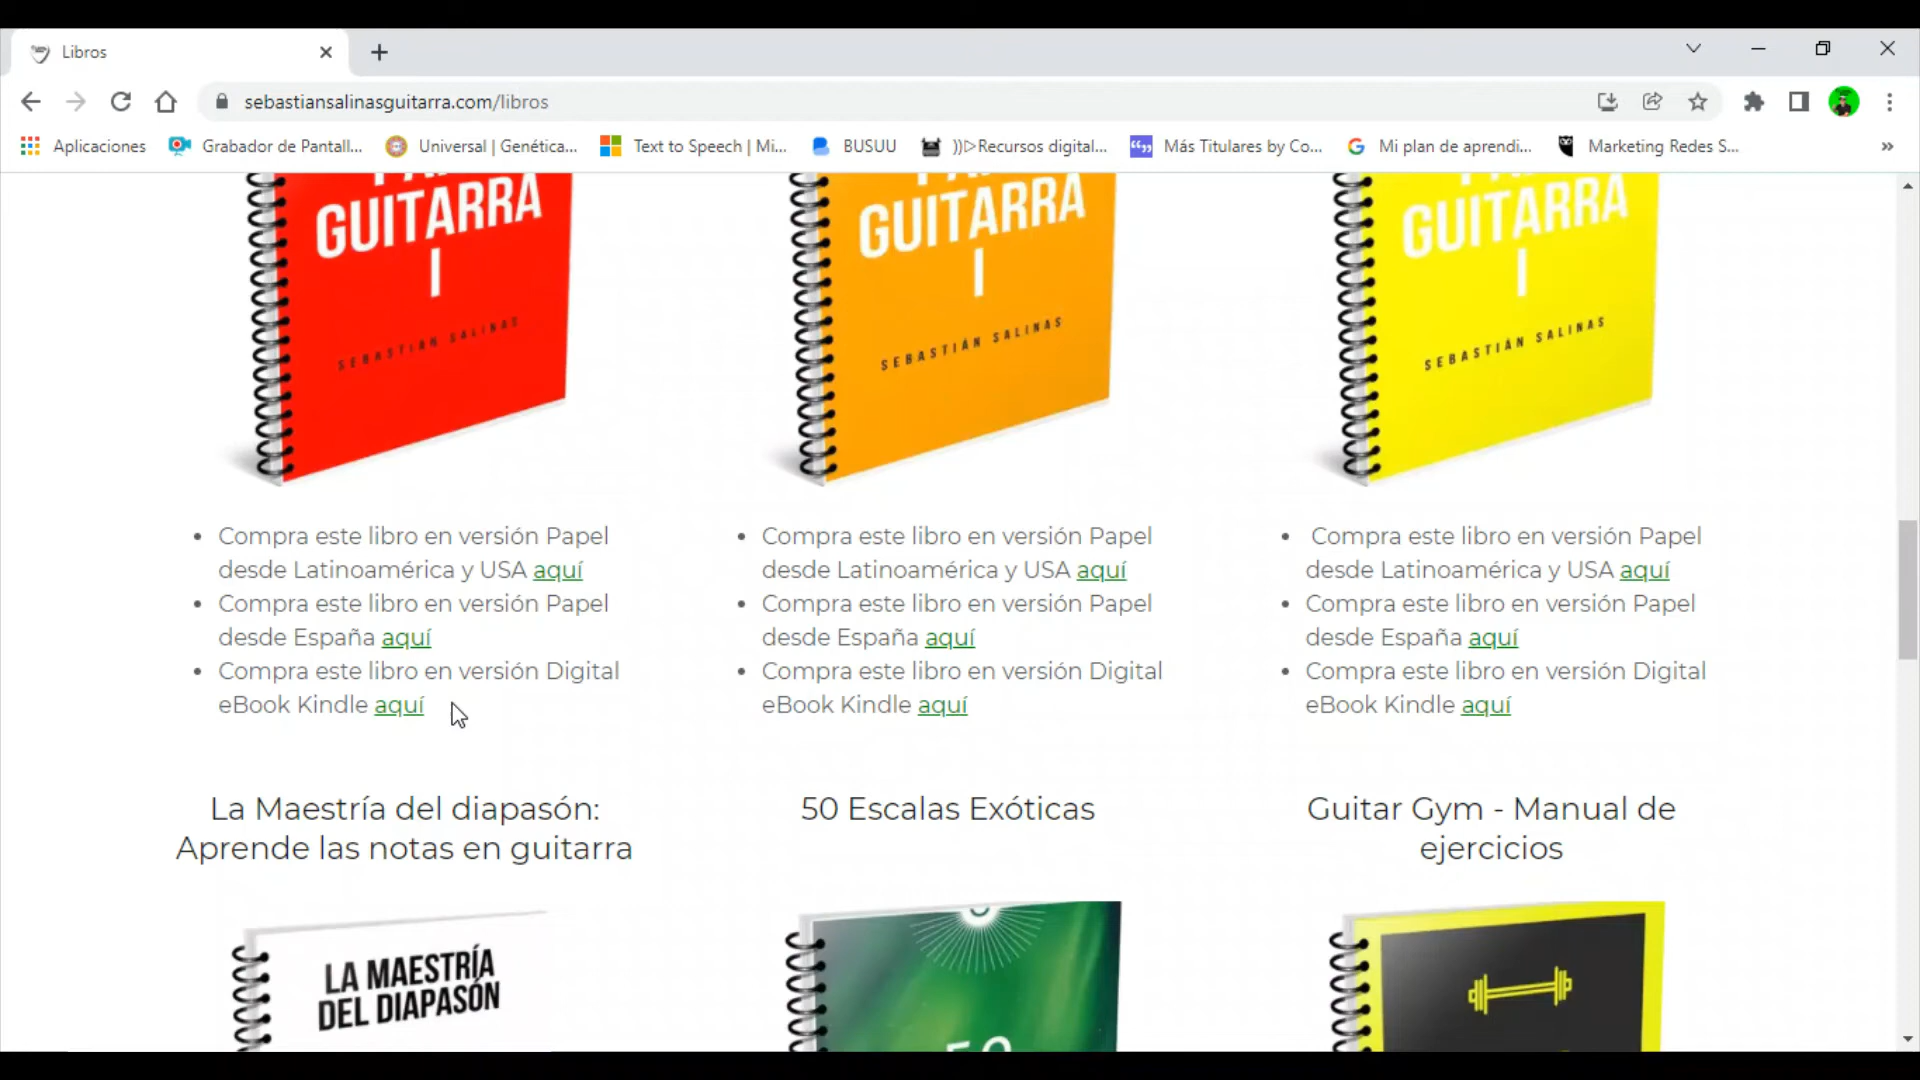 Libros
sebastiansalinasguitarra.com/libros
Aplicaciones
Grabador de Pantall...
Universal | Genética...
Text to Speech | Mi...
BUSUU
))▷Recursos digital...
Más Titulares by Co...
Mi plan de aprendi...
Marketing Redes S...
»
GUITARRA
I
SEBASTIÁN SALINAS
GUITARRA
I
SEBASTIÁN SALINAS
GUITARRA
I
SEBASTIÁN SALINAS
• Compra este libro en versión Papel
desde Latinoamérica y USA aquí
• Compra este libro en versión Papel
desde España aquí
• Compra este libro en versión Digital
eBook Kindle aquí
• Compra este libro en versión Papel
desde Latinoamérica y USA aquí
• Compra este libro en versión Papel
desde España aquí
• Compra este libro en versión Digital
eBook Kindle aquí
• Compra este libro en versión Papel
desde Latinoamérica y USA aquí
• Compra este libro en versión Papel
desde España aquí
• Compra este libro en versión Digital
eBook Kindle aquí
La Maestría del diapasón:
Aprende las notas en guitarra
50 Escalas Exóticas
Guitar Gym - Manual de
ejercicios
LA MAESTRÍA
DEL DIAPASÓN
50